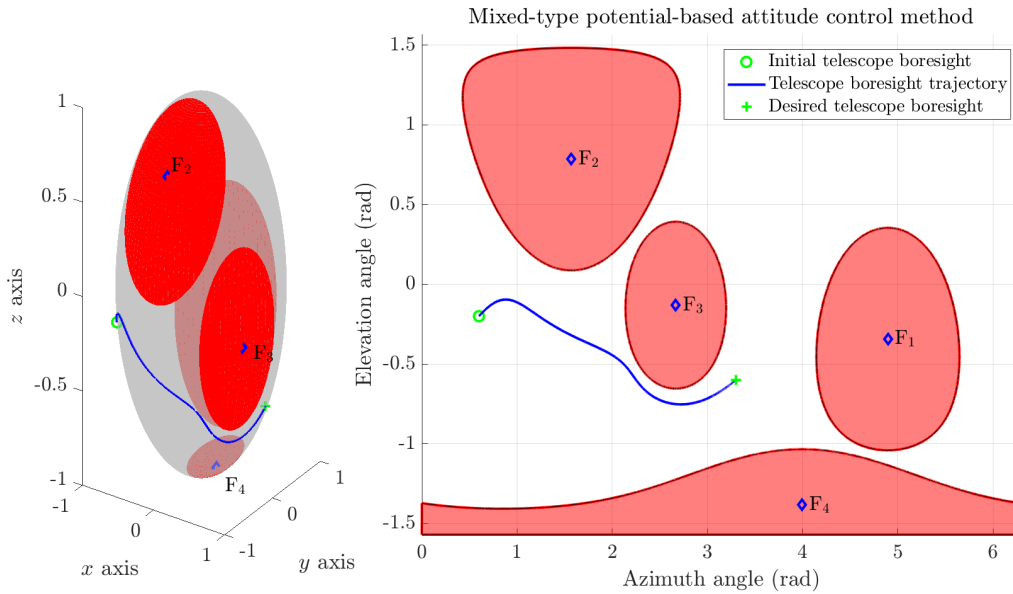 Mixed-type potential-based attitude control method
Initial telescope boresight
Telescope boresight trajectory
Desired telescope boresight
F2
F3
F4
1
0.5
0
-0.5
-1
z axis
-1
0
1
x axis
-1
0
1
y axis
1.5
1
0.5
0
-0.5
-1
-1.5
Elevation angle (rad)
F2
F3
F1
F4
0 1 2 3 4 5 6
Azimuth angle (rad)